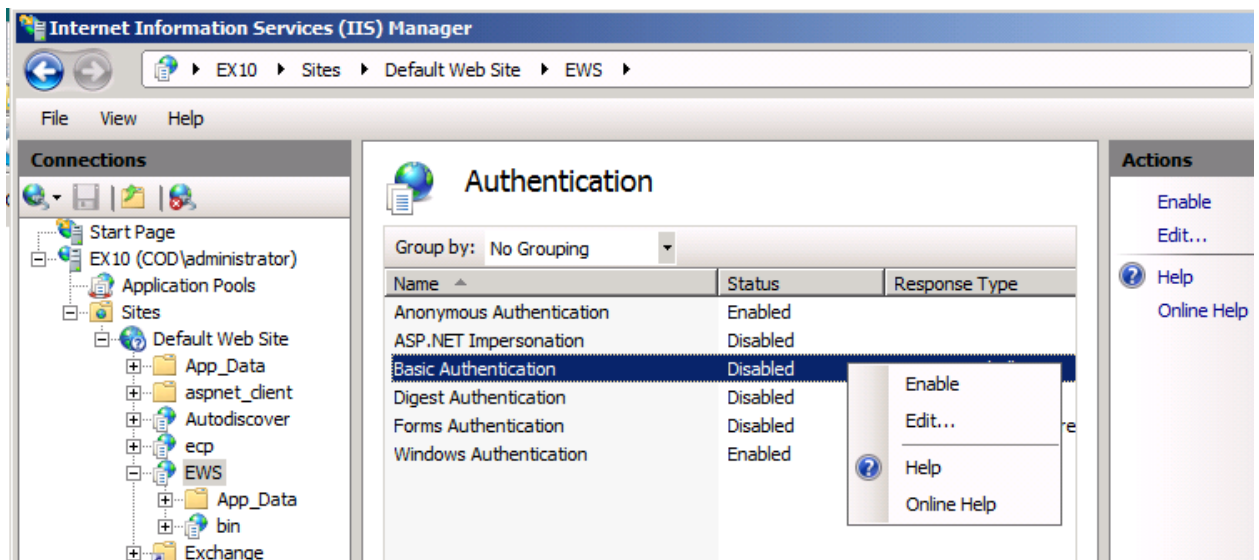 Internet Information Services (IIS) Manager
EX10 Sites Default Web Site EWS
File View Help
Connections
Start Page
EX10 (COD\administrator)
Application Pools
Sites
Default Web Site
App_Data
aspnet_client
Autodiscover
ecp
EWS
App_Data
bin
Exchange
Authentication
Group by: No Grouping
Name Status Response Type
Anonymous Authentication Enabled
ASP.NET Impersonation Disabled
Basic Authentication Disabled
Digest Authentication Disabled
Forms Authentication Disabled
Windows Authentication Enabled
Enable
Edit...
Help
Online Help
Actions
Enable
Edit...
Help
Online Help